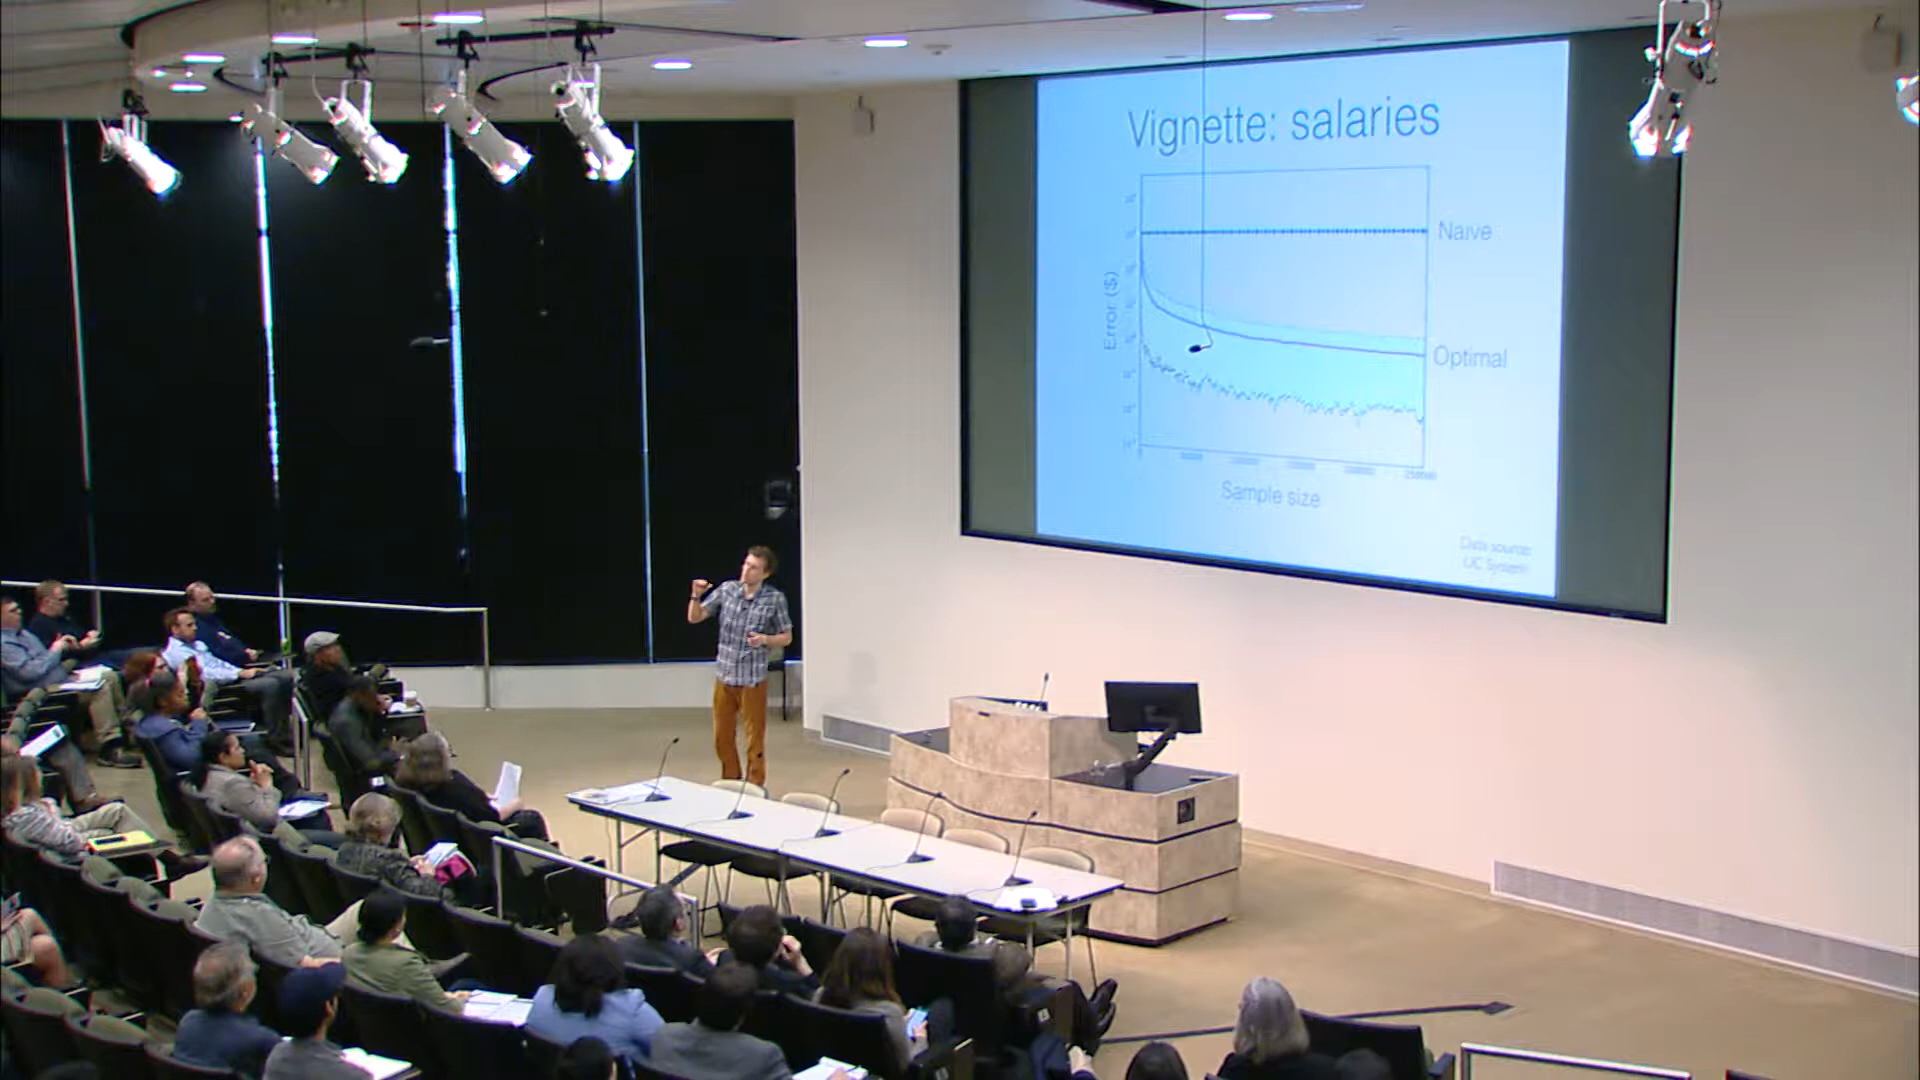 Vignette: salaries
Naive
Error ($)
Optimal
Sample size
Data source:
UC System